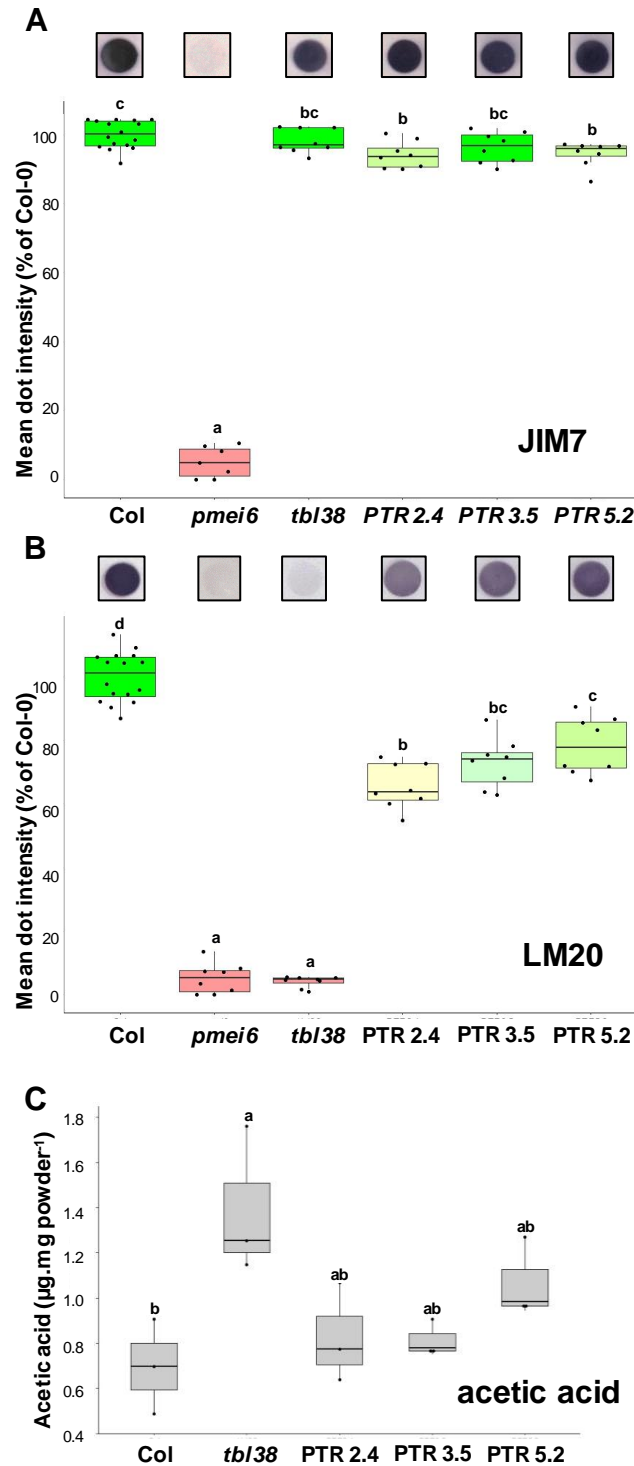 A
c
bc
b
bc
b
a
100
80
60
40
20
0
Mean dot intensity (% of Col-0)
JIM7
Col pmei6 tbl38 PTR 2.4 PTR 3.5 PTR 5.2
B
d
b
bc
c
a
a
100
80
60
40
20
0
Mean dot intensity (% of Col-0)
LM20
Col pmei6 tbl38 PTR 2.4 PTR 3.5 PTR 5.2
C
1.8
1.6
1.4
1.2
1.0
0.8
0.6
0.4
Acetic acid (µg.mg powder⁻¹)
a
b
ab
ab
ab
acetic acid
Col tbl38 PTR 2.4 PTR 3.5 PTR 5.2